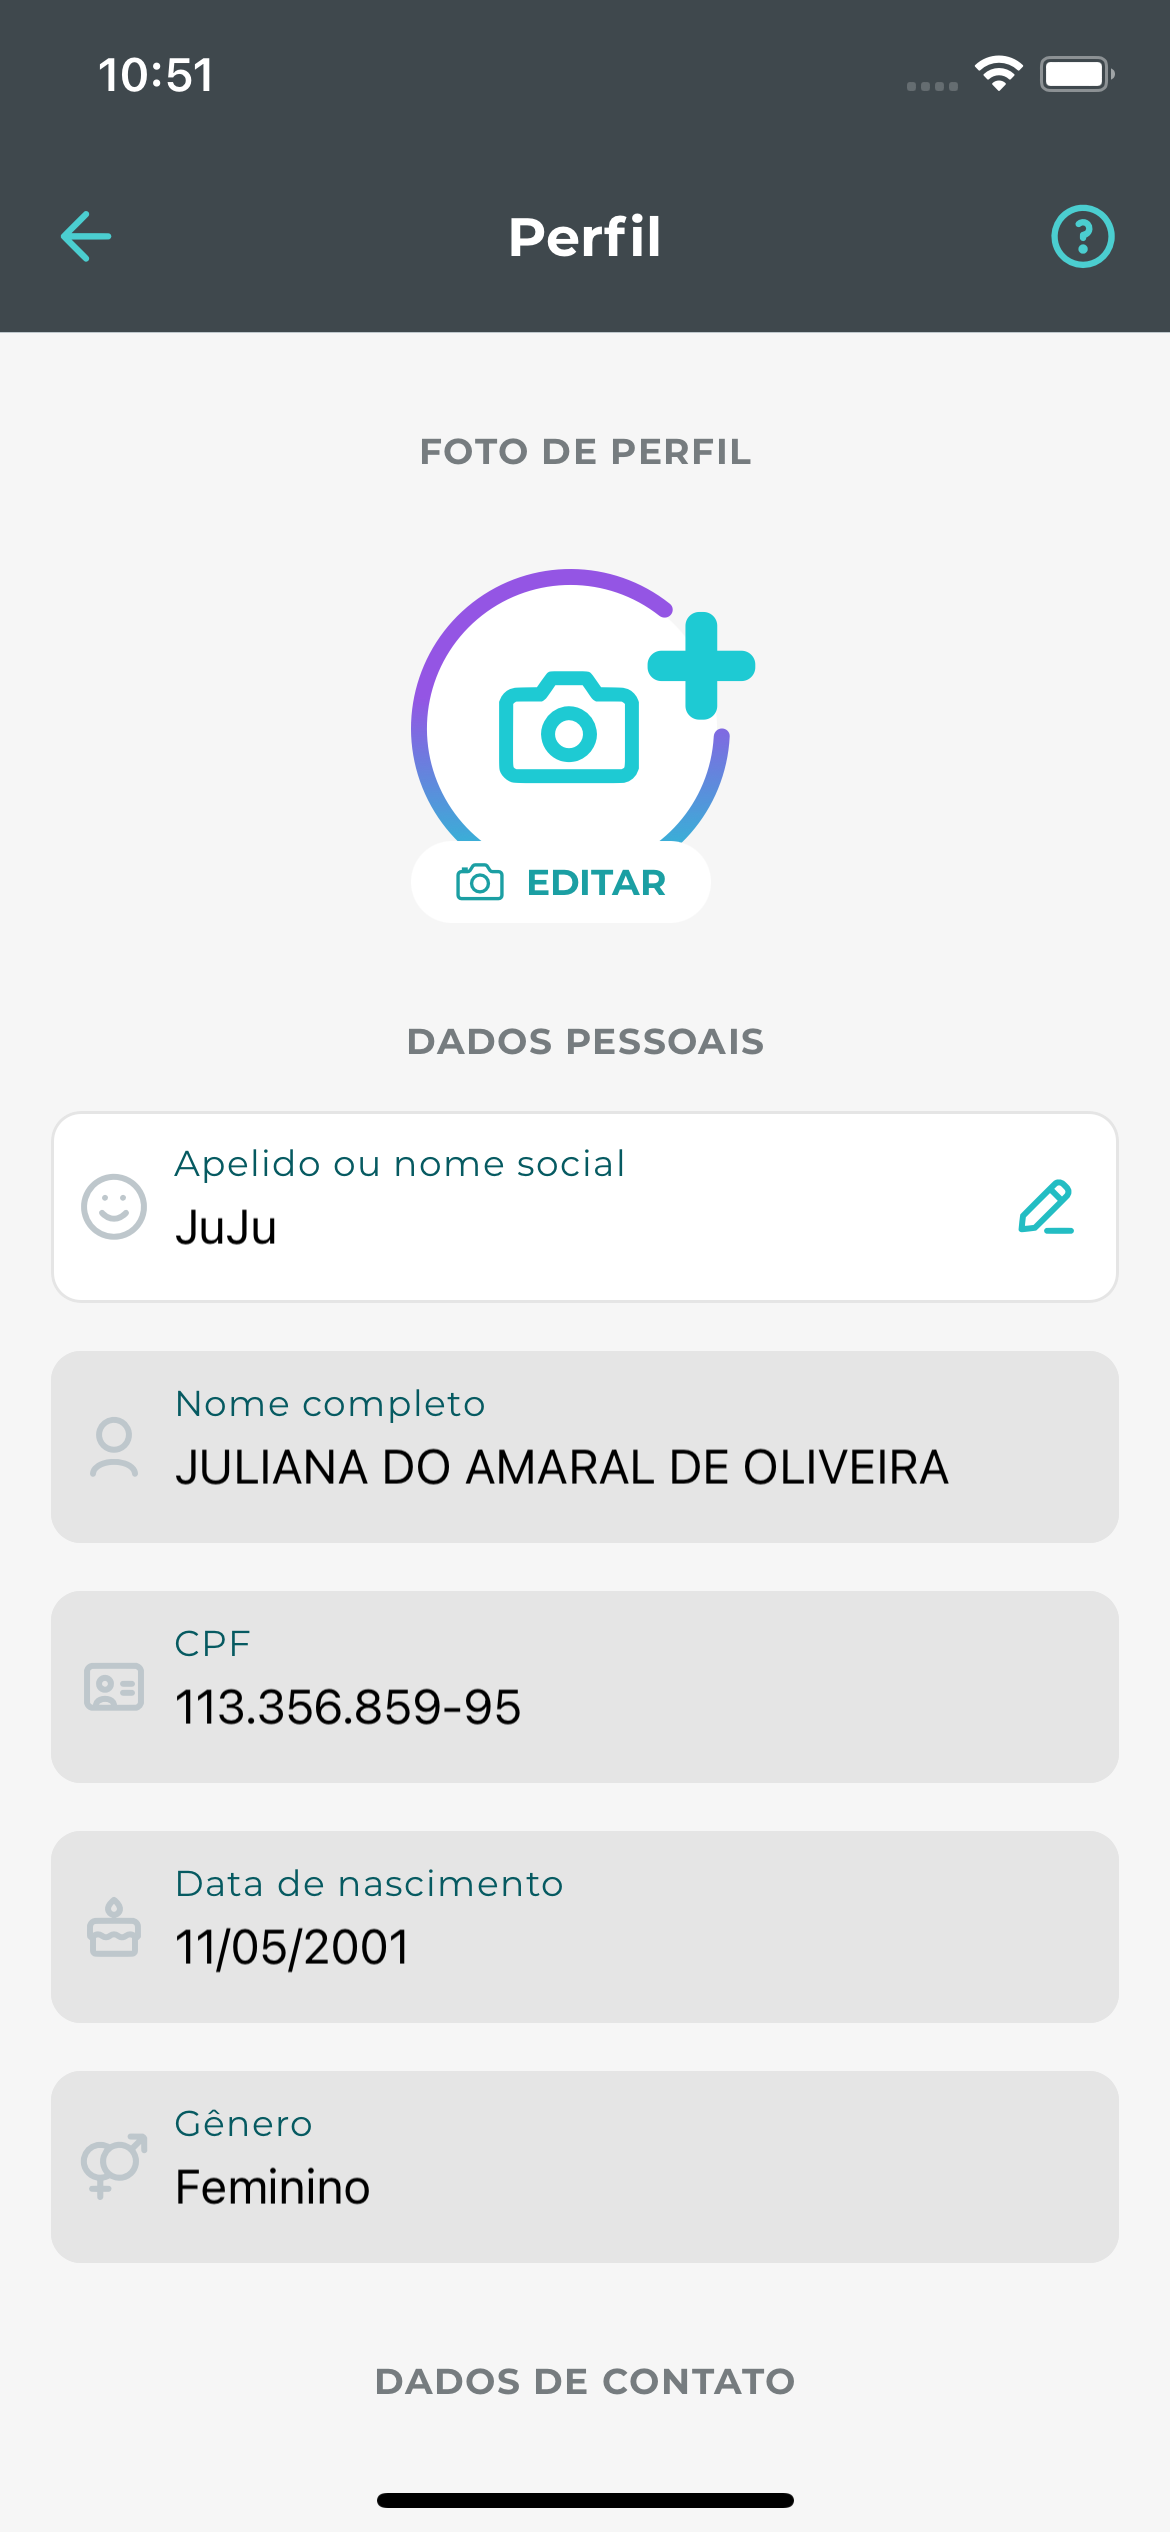 10:51
Perfil
FOTO DE PERFIL
EDITAR
DADOS PESSOAIS
Apelido ou nome social
JuJu
Nome completo
JULIANA DO AMARAL DE OLIVEIRA
CPF
113.356.859-95
Data de nascimento
11/05/2001
Gênero
Feminino
DADOS DE CONTATO